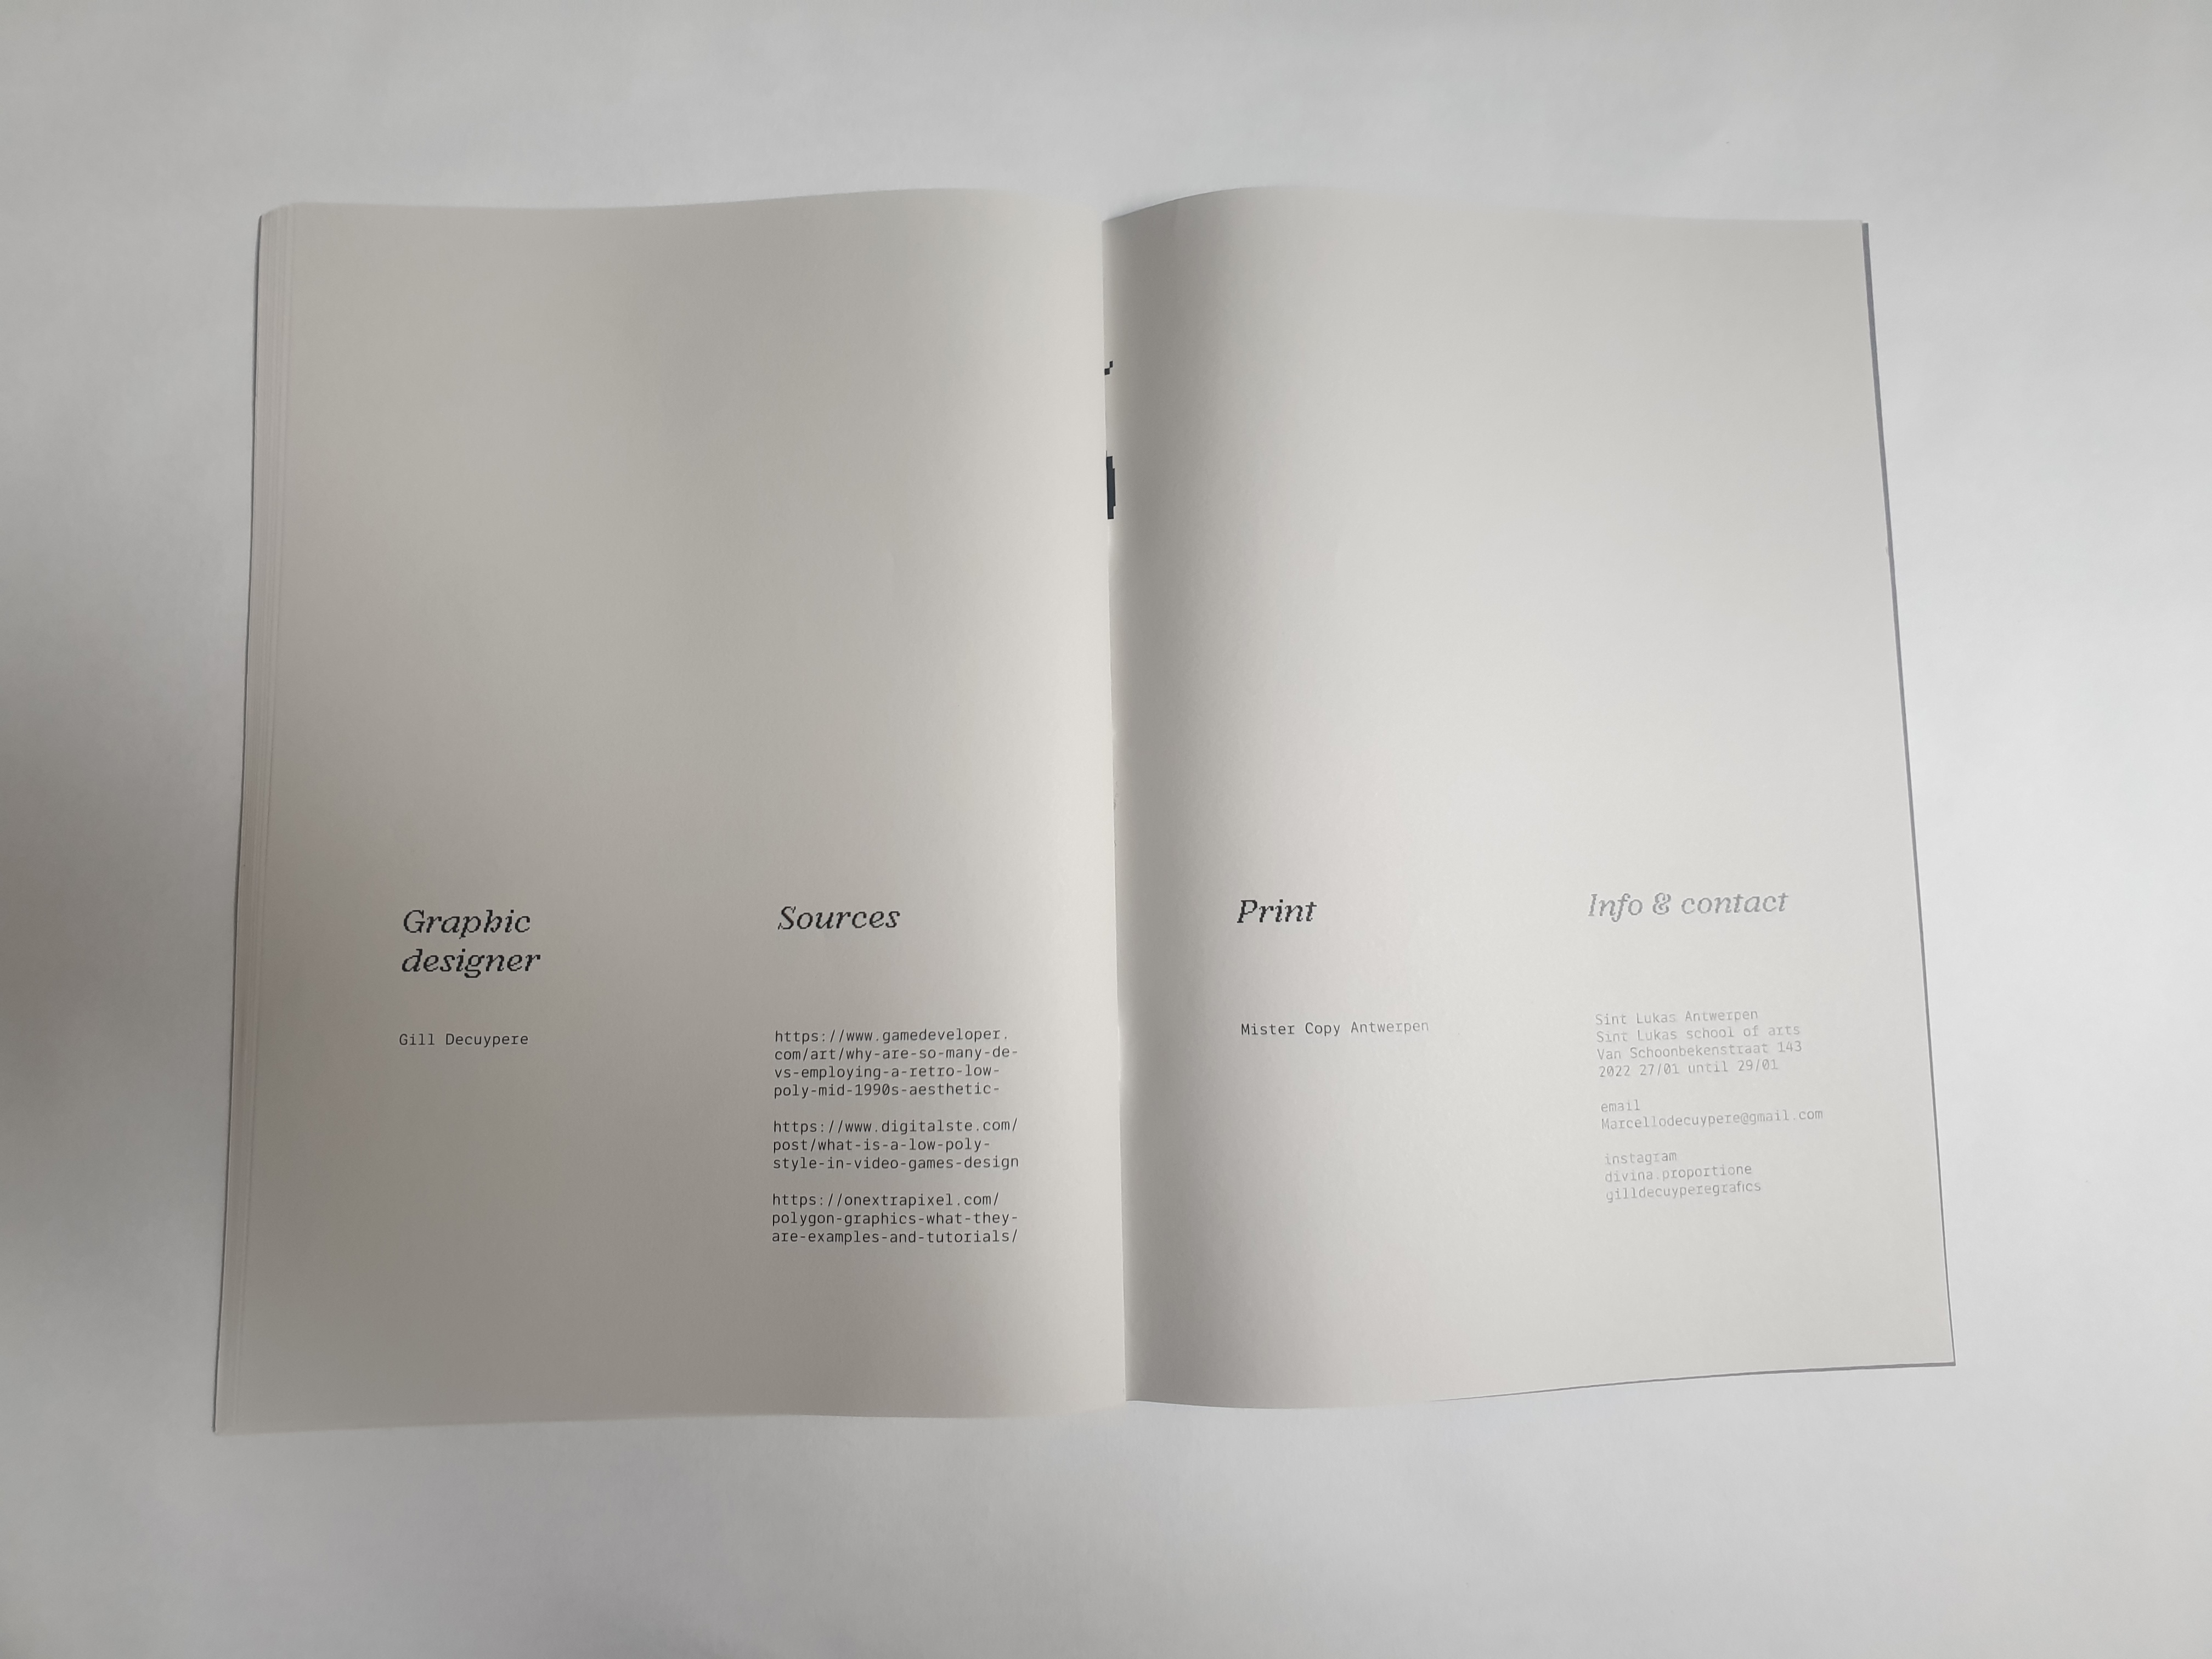 Graphic
designer
Gill Decuypere
Sources
https://www.gamedeveloper.
com/art/why-are-so-many-de-
vs-employing-a-retro-low-
poly-mid-1990s-aesthetic-
https://www.digitalste.com/
post/what-is-a-low-poly-
style-in-video-games-design
https://onextrapixel.com/
polygon-graphics-what-they-
are-examples-and-tutorials/
Print
Mister Copy Antwerpen
Info & contact
Sint Lukas Antwerpen
Sint Lukas school of arts
Van Schoonbekenstraat 143
2022 27/01 until 29/01
email
Marcellodecuypere@gmail.com
instagram
divina.proportione
gilldecuyperegrafics